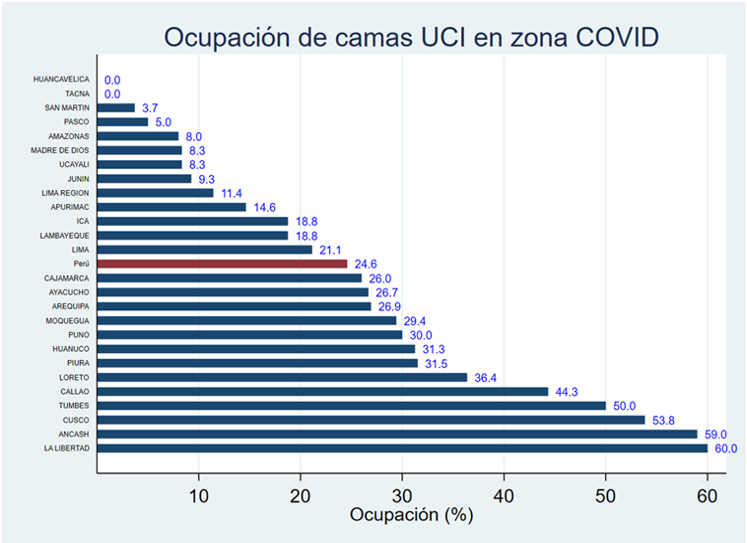 Ocupación de camas UCI en zona COVID
HUANCAVELICA 0.0
TACNA 0.0
SAN MARTIN 3.7
PASCO 5.0
AMAZONAS 8.0
MADRE DE DIOS 8.3
UCAYALI 8.3
JUNIN 9.3
LIMA REGION 11.4
APURIMAC 14.6
ICA 18.8
LAMBAYEQUE 18.8
LIMA 21.1
Perú 24.6
CAJAMARCA 26.0
AYACUCHO 26.7
AREQUIPA 26.9
MOQUEGUA 29.4
PUNO 30.0
HUANUCO 31.3
PIURA 31.5
LORETO 36.4
CALLAO 44.3
TUMBES 50.0
CUSCO 53.8
ANCASH 59.0
LA LIBERTAD 60.0
10 20 30 40 50 60
Ocupación (%)